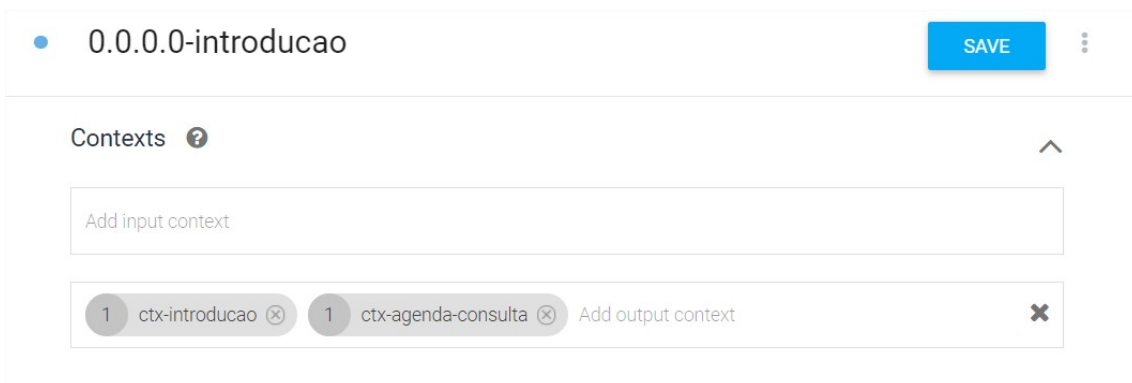 0.0.0.0-introducao SAVE
Contexts ?
Add input context
1 ctx-introducao 1 ctx-agenda-consulta Add output context